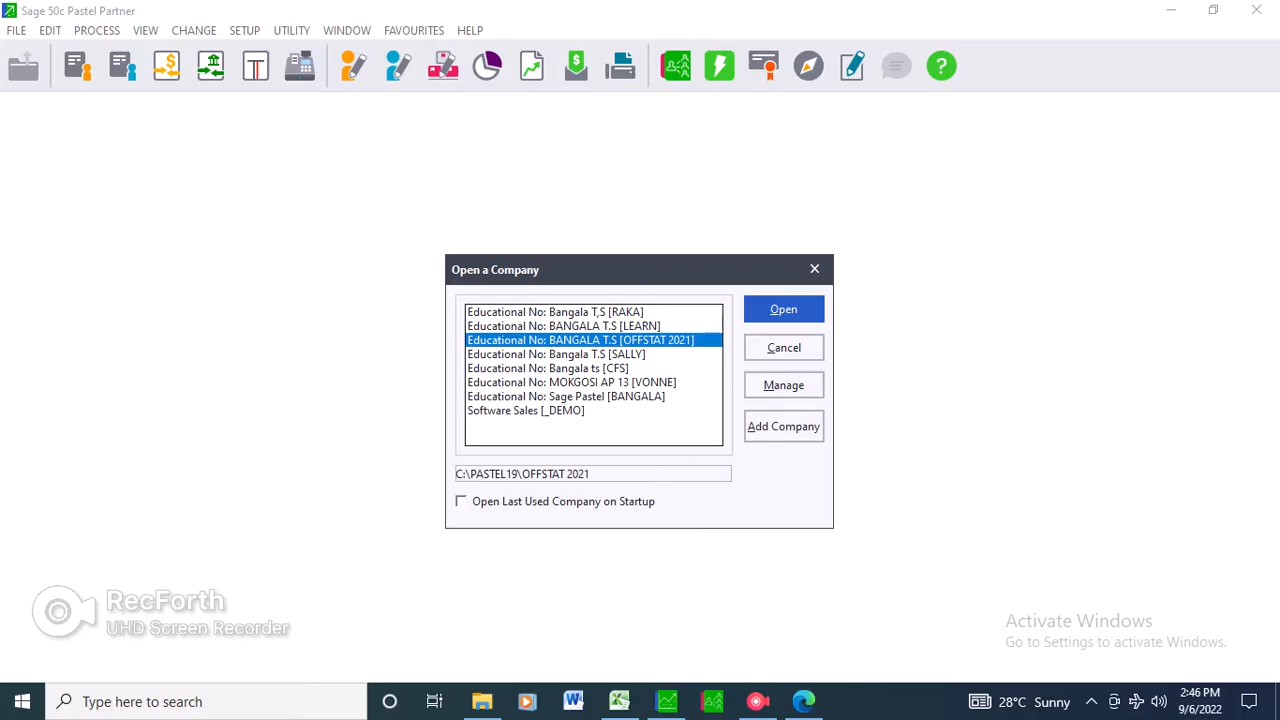 Sage 50c Pastel Partner
FILE EDIT PROCESS VIEW CHANGE SETUP UTILITY WINDOW FAVOURITES HELP
Open a Company
Educational No: Bangala T,S [RAKA]
Educational No: BANGALA T.S [LEARN]
Educational No: BANGALA T.S [OFFSTAT 2021]
Educational No: Bangala T.S [SALLY]
Educational No: Bangala ts [CFS]
Educational No: MOKGOSI AP 13 [VONNE]
Educational No: Sage Pastel [BANGALA]
Software Sales [_DEMO]
Open
Cancel
Manage
Add Company
C:\PASTEL19\OFFSTAT 2021
Open Last Used Company on Startup
RecForth
UHD Screen Recorder
Activate Windows
Go to Settings to activate Windows.
Type here to search
28°C Sunny
2:46 PM
9/6/2022